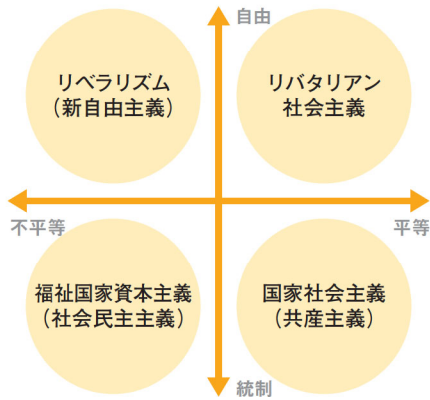 自由
リベラリズム
（新自由主義）
リバタリアン
社会主義
不平等
平等
福祉国家資本主義
（社会民主主義）
国家社会主義
（共産主義）
統制